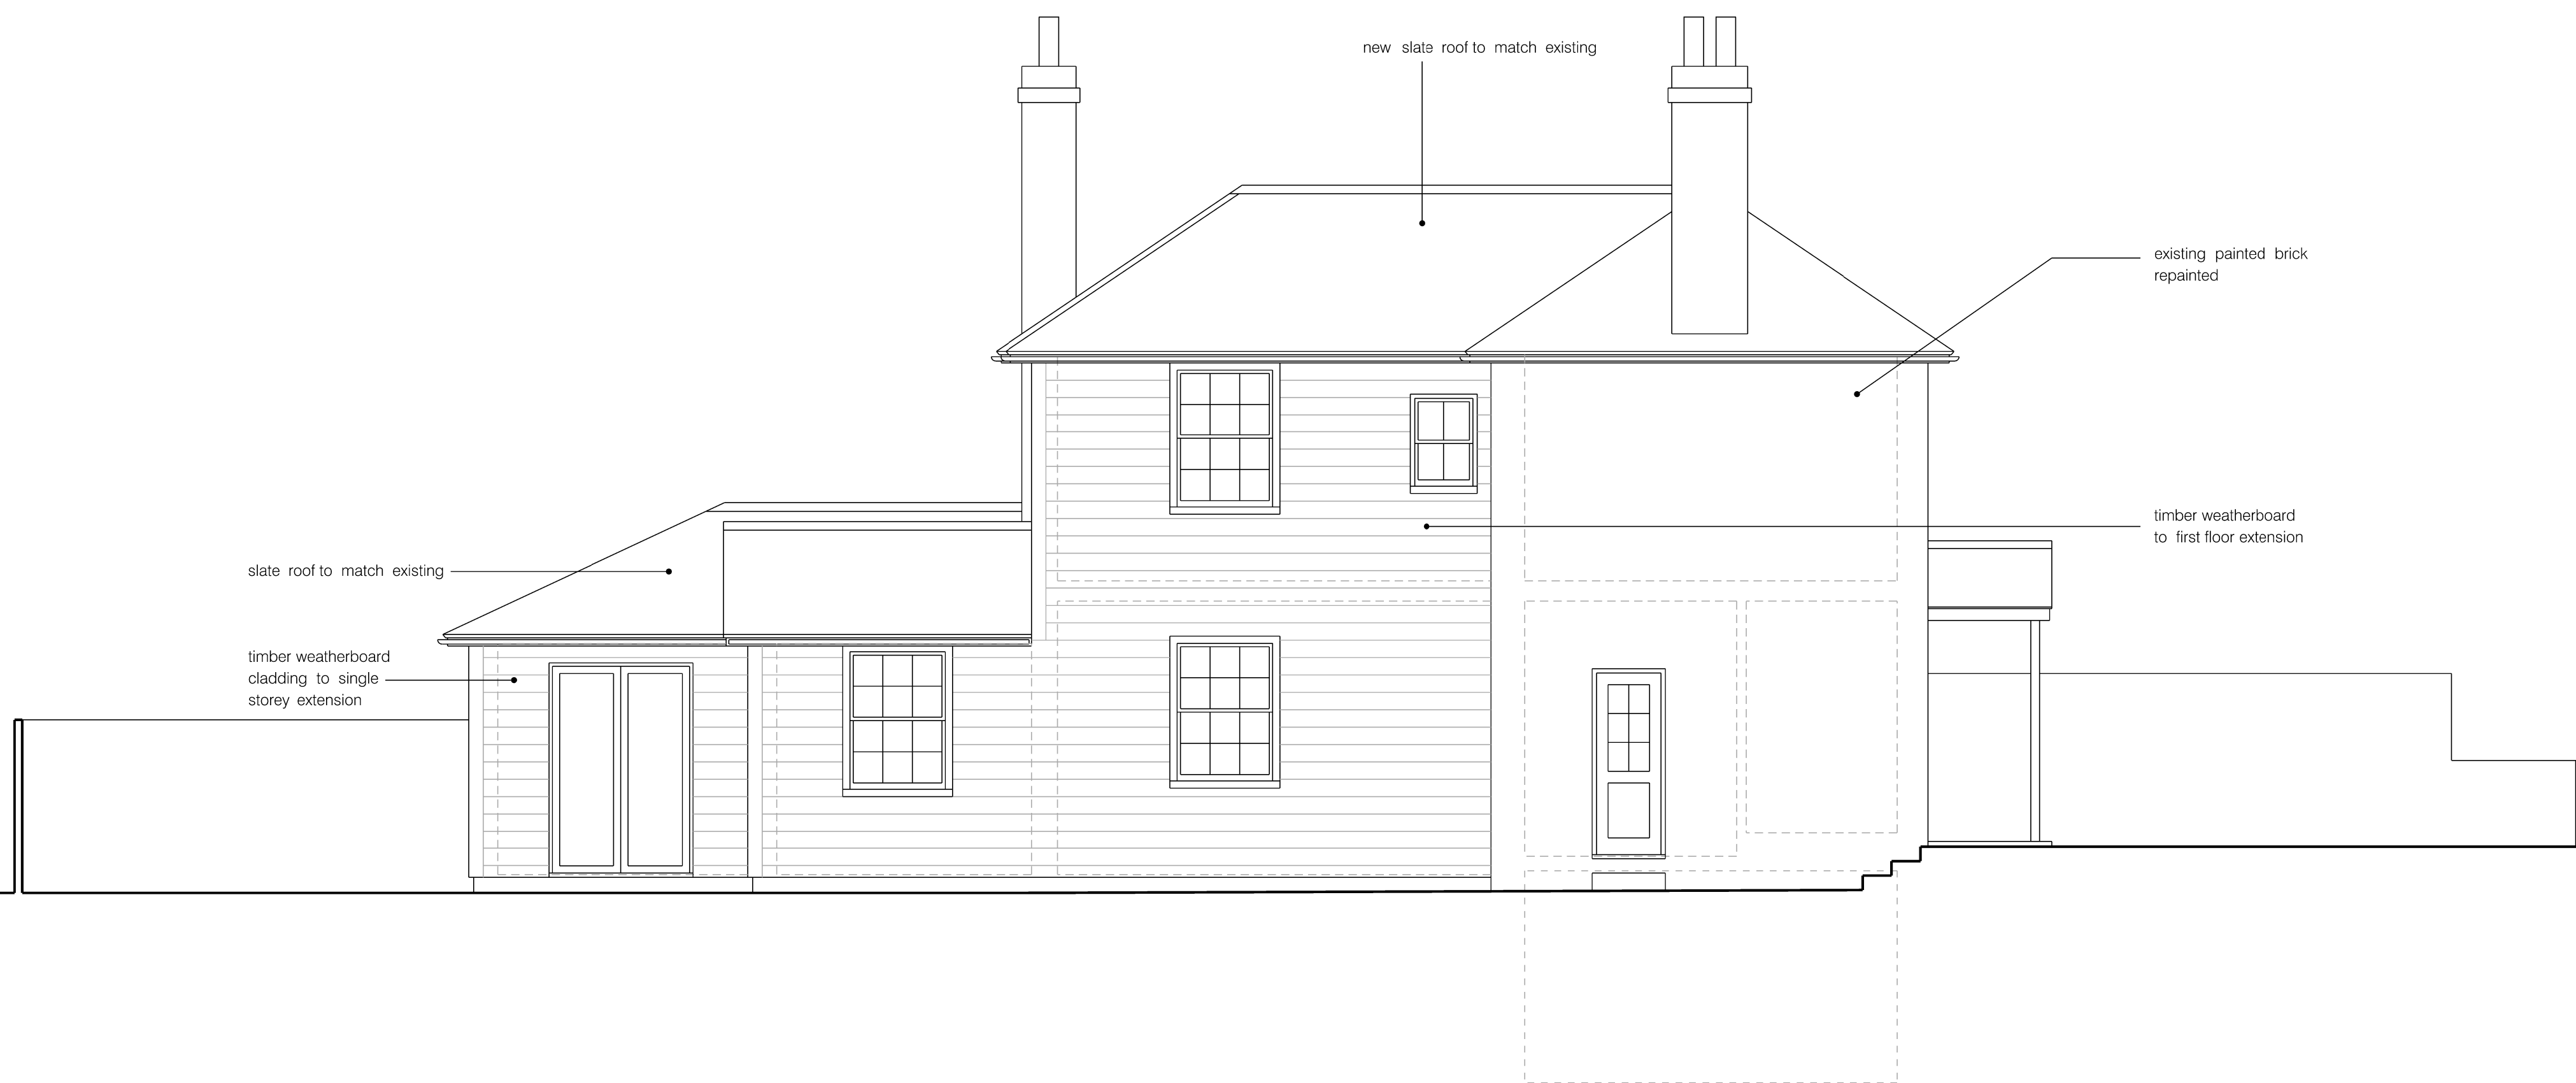 new slate roof to match existing
existing painted brick
repainted
timber weatherboard
to first floor extension
slate roof to match existing
timber weatherboard
cladding to single
storey extension